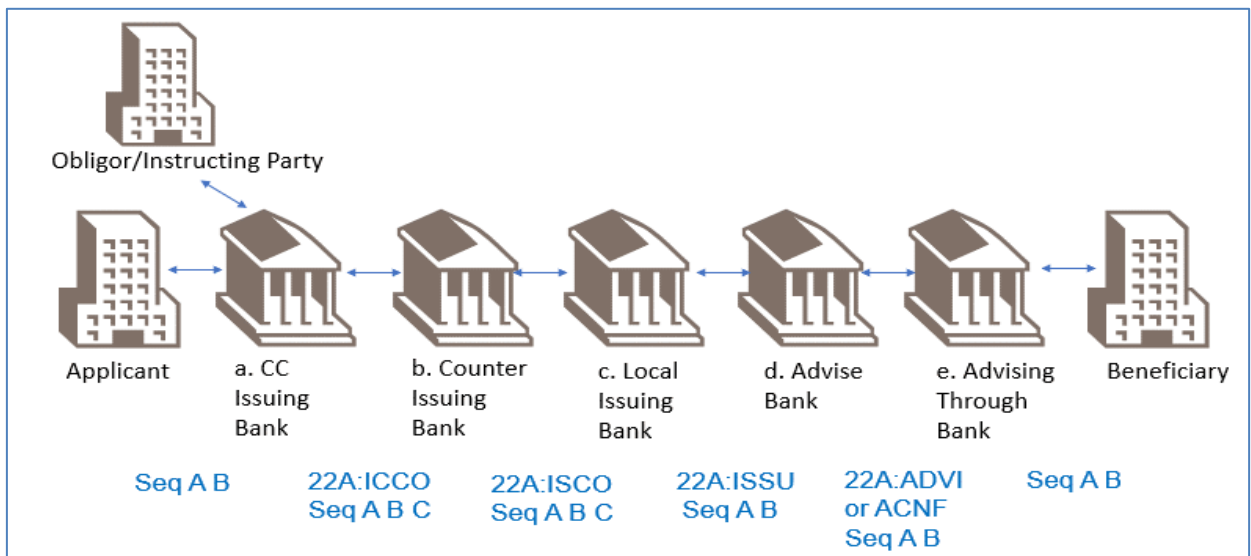 Obligor/Instructing Party
Applicant
a. CC
Issuing
Bank
b. Counter
Issuing
Bank
c. Local
Issuing
Bank
d. Advise
Bank
e. Advising
Through
Bank
Beneficiary
Seq A B
22A:ICCO
Seq A B C
22A:ISCO
Seq A B C
22A:ISSU
Seq A B
22A:ADVI
or ACNF
Seq A B
Seq A B